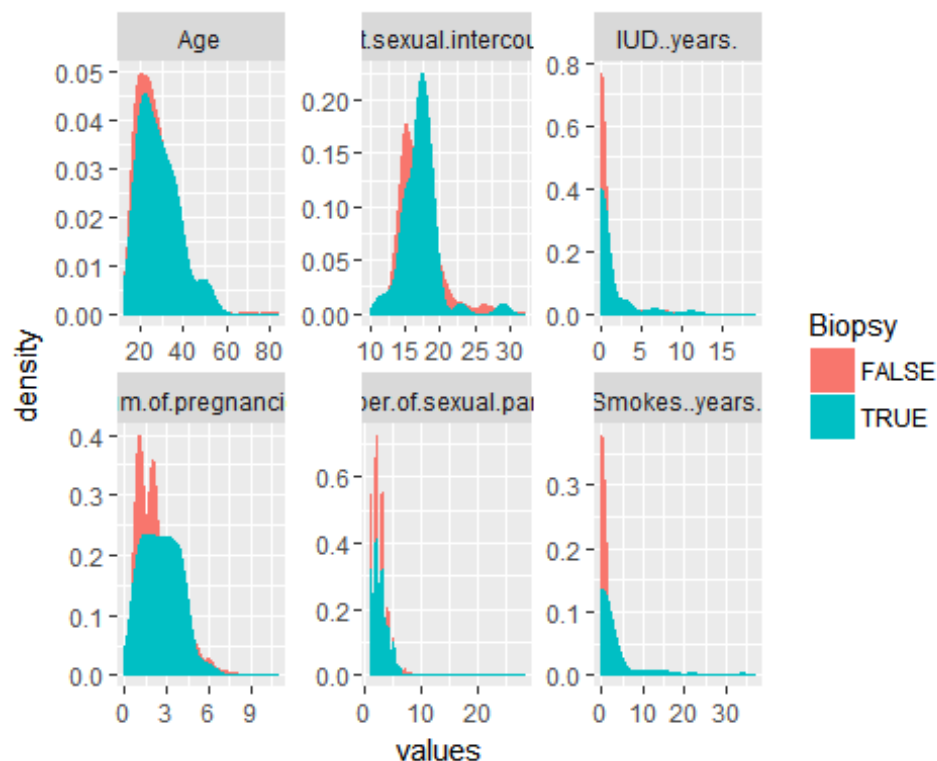 Age
t.sexual.intercou
IUD..years.
0.05
0.04
0.03
0.02
0.01
0.00
20 40 60 80
0.20
0.15
0.10
0.05
0.00
10 15 20 25 30
0.8
0.6
0.4
0.2
0.0
0 5 10 15
density
m.of.pregnanci
ber.of.sexual.par
Smokes..years.
0.4
0.3
0.2
0.1
0.0
0 3 6 9
0.6
0.4
0.2
0.0
0 10 20
0.3
0.2
0.1
0.0
0 10 20 30
values
Biopsy
FALSE
TRUE